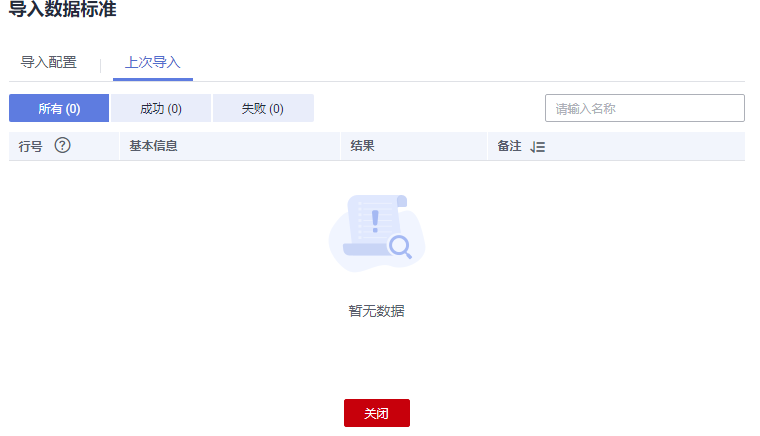 导入数据标准
导入配置 上次导入
所有 (0) 成功 (0) 失败 (0) 请输入名称
行号 基本信息 结果 备注
暂无数据
关闭